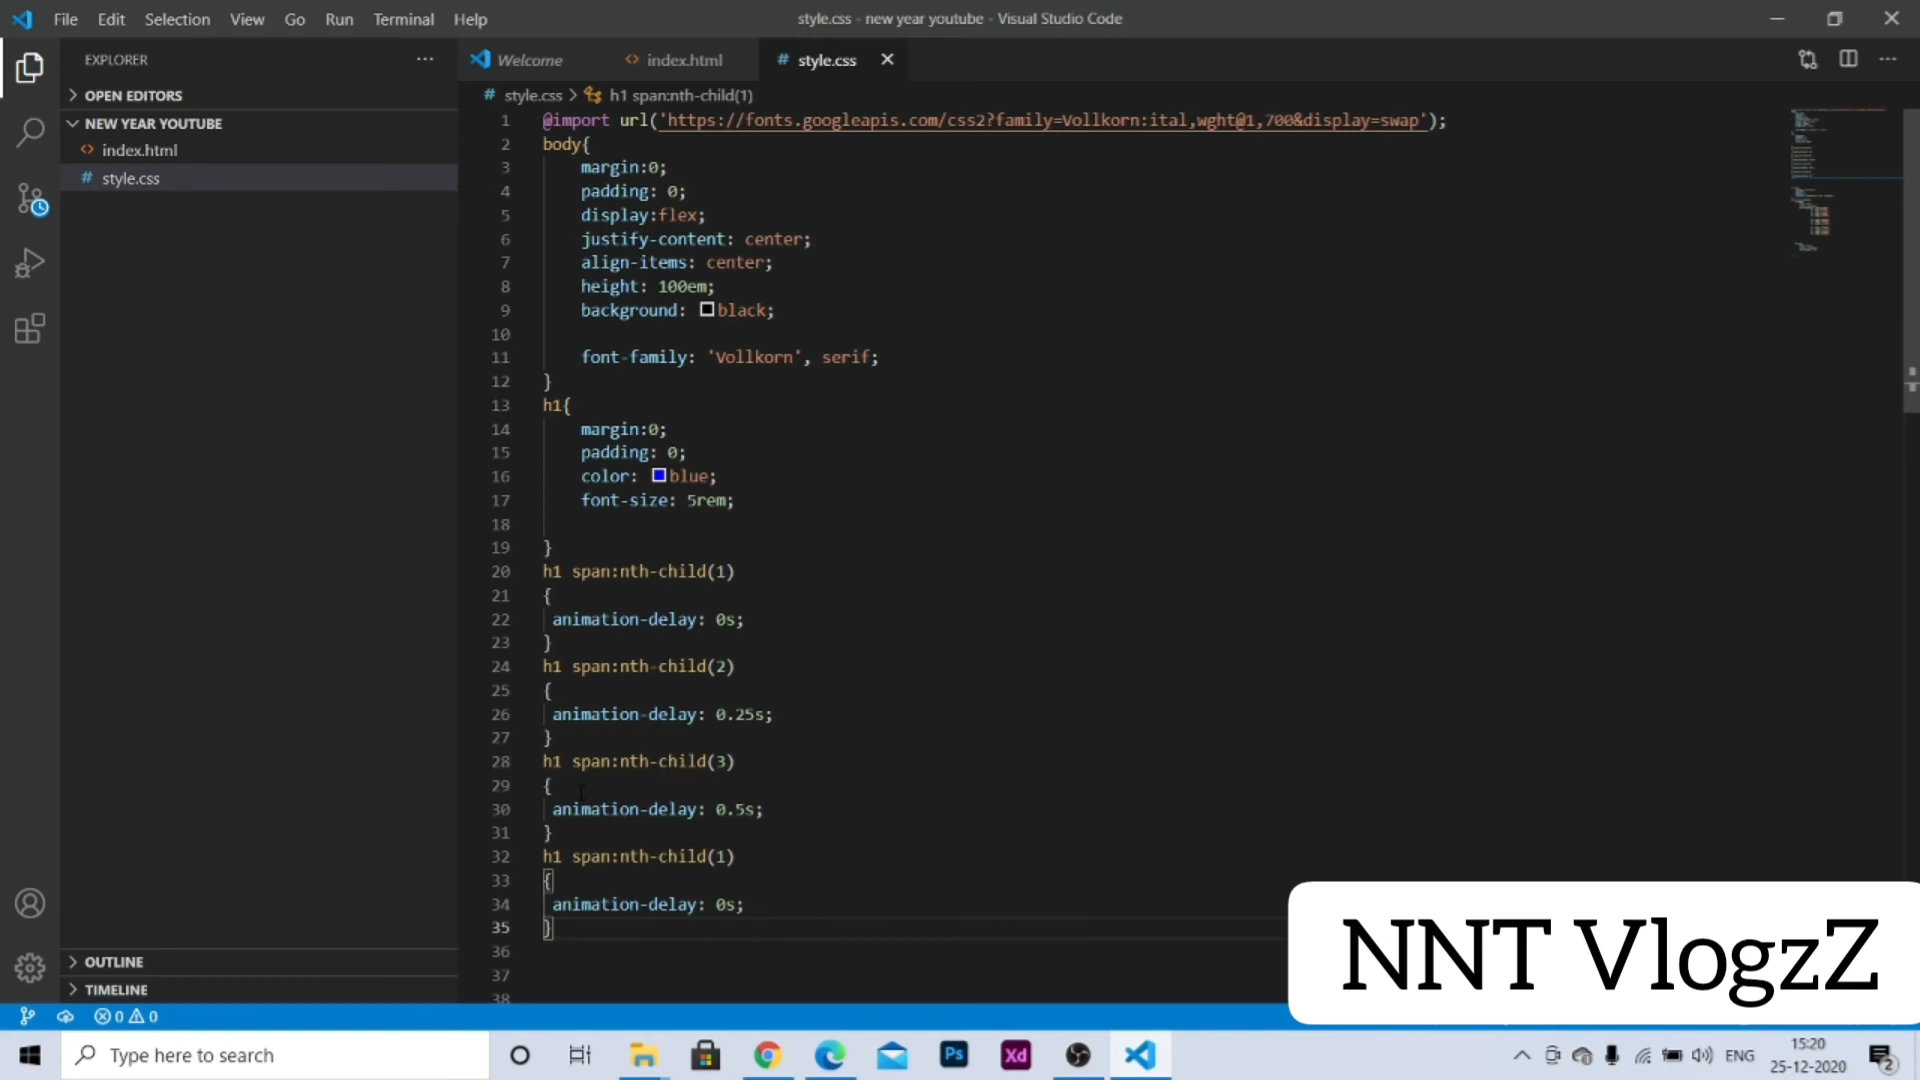 File Edit Selection View Go Run Terminal Help
style.css - new year youtube - Visual Studio Code
EXPLORER
OPEN EDITORS
NEW YEAR YOUTUBE
index.html
# style.css
OUTLINE
TIMELINE
Welcome
index.html
# style.css
# style.css > h1 span:nth-child(1)
1 @import url('https://fonts.googleapis.com/css2?family=Vollkorn:ital,wght@1,700&display=swap');
2 body{
3 margin:0;
4 padding: 0;
5 display:flex;
6 justify-content: center;
7 align-items: center;
8 height: 100em;
9 background: black;
10
11 font-family: 'Vollkorn', serif;
12 }
13 h1{
14 margin:0;
15 padding: 0;
16 color: blue;
17 font-size: 5rem;
18
19 }
20 h1 span:nth-child(1)
21 {
22 animation-delay: 0s;
23 }
24 h1 span:nth-child(2)
25 {
26 animation-delay: 0.25s;
27 }
28 h1 span:nth-child(3)
29 {
30 animation-delay: 0.5s;
31 }
32 h1 span:nth-child(1)
33 {
34 animation-delay: 0s;
35 }
36
37
38
NNT VlogzZ
0 0
Type here to search
Ps
Xd
ENG
15:20
25-12-2020
2